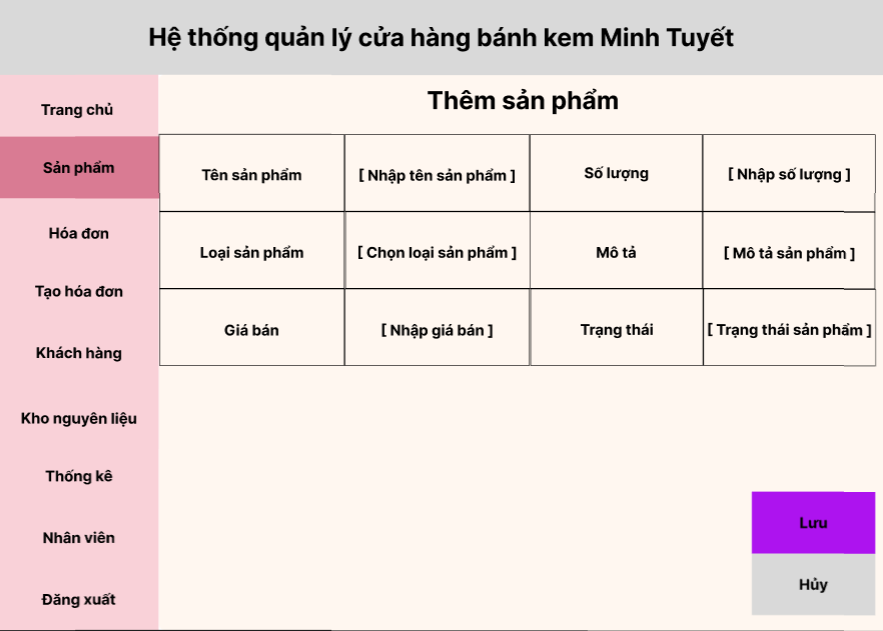 Hệ thống quản lý cửa hàng bánh kem Minh Tuyết
Trang chủ
Sản phẩm
Hóa đơn
Tạo hóa đơn
Khách hàng
Kho nguyên liệu
Thống kê
Nhân viên
Đăng xuất
Thêm sản phẩm
Tên sản phẩm [ Nhập tên sản phẩm ] Số lượng [ Nhập số lượng ]
Loại sản phẩm [ Chọn loại sản phẩm ] Mô tả [ Mô tả sản phẩm ]
Giá bán [ Nhập giá bán ] Trạng thái [ Trạng thái sản phẩm ]
Lưu
Hủy